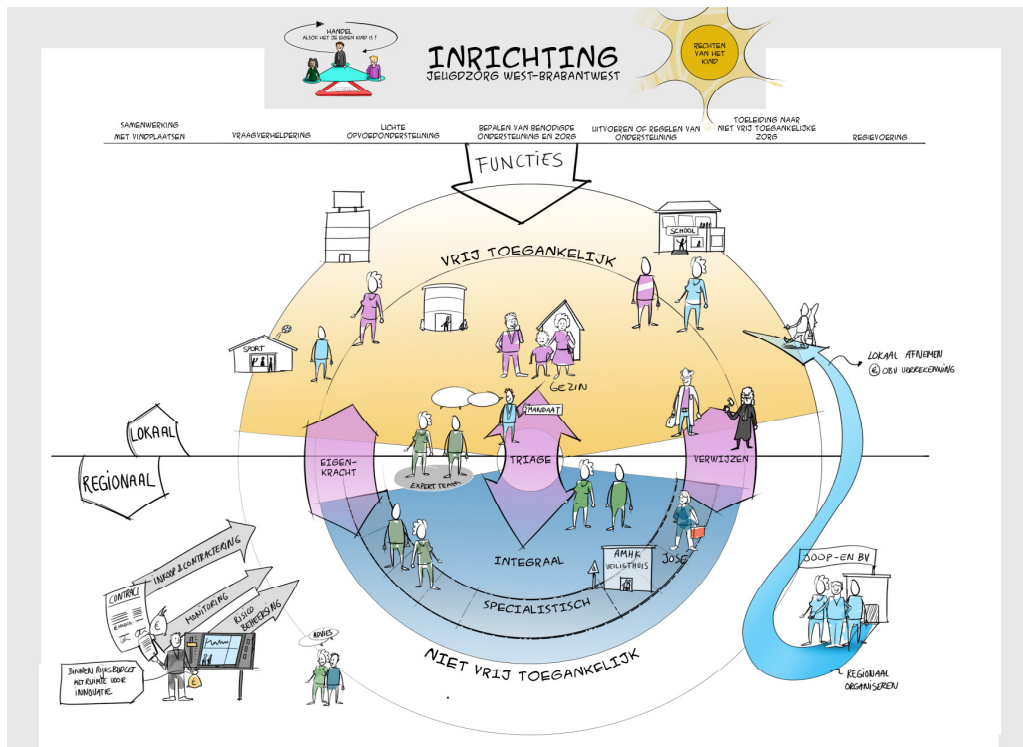 HANDEL
ALSOF HET JE EIGEN KIND IS !
INRICHTING
JEUGDZORG WEST-BRABANTWEST
RECHTEN
VAN HET
KIND
SAMENWERKING
MET VINDPLAATSEN
VRAAGVERHELDERING
LICHTE
OPVOEDONDERSTEUNING
BEPALEN VAN BENODIGDE
ONDERSTEUNING EN ZORG
UITVOEREN OF REGELEN VAN
ONDERSTEUNING
TOELEIDING NAAR
NIET VRIJ TOEGANKELIJKE
ZORG
REGIEVOERING
FUNCTIES
VRIJ TOEGANKELIJK
SCHOOL
SPORT
GEZIN
MANDAAT
LOKAAL AFNEMEN
€ OBV VERREKENNING
LOKAAL
REGIONAAL
EIGEN-
KRACHT
EXPERT TEAM
TRIAGE
VERWIJZEN
INTEGRAAL
AMHK
VEILIGTHUIS
JOSE
SPECIALISTISCH
NIET VRIJ TOEGANKELIJK
JOOP-EN BV
REGIONAAL
ORGANISEREN
INKOOP & CONTRACTERING
MONITORING
RISICO
BEHEERSING
CONTRACT
€
€
BINNEN RIJKSBUDGET
MET RUIMTE VOOR
INNOVATIE.
ADVIES